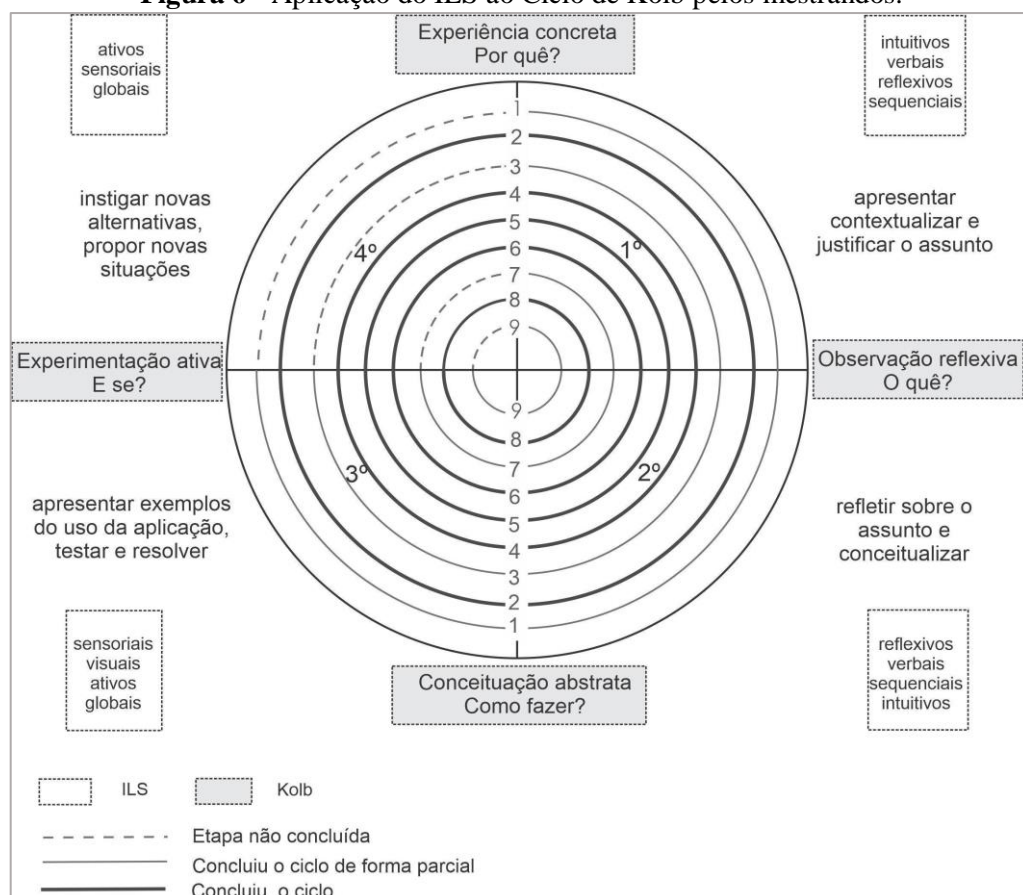 Figura 6 - Aplicação do ILS ao Ciclo de Kolb pelos mestrandos.
ativos
sensoriais
globais
Experiência concreta
Por quê?
intuitivos
verbais
reflexivos
sequenciais
instigar novas
alternativas,
propor novas
situações
apresentar
contextualizar e
justificar o assunto
1
2
3
4
5
6
7
8
9
4º
1º
Experimentação ativa
E se?
Observação reflexiva
O quê?
9
8
7
6
5
4
3
2
1
3º
2º
apresentar exemplos
do uso da aplicação,
testar e resolver
refletir sobre o
assunto e
conceitualizar
sensoriais
visuais
ativos
globais
Conceituação abstrata
Como fazer?
reflexivos
verbais
sequenciais
intuitivos
ILS
Kolb
Etapa não concluída
Concluiu o ciclo de forma parcial
Concluiu o ciclo